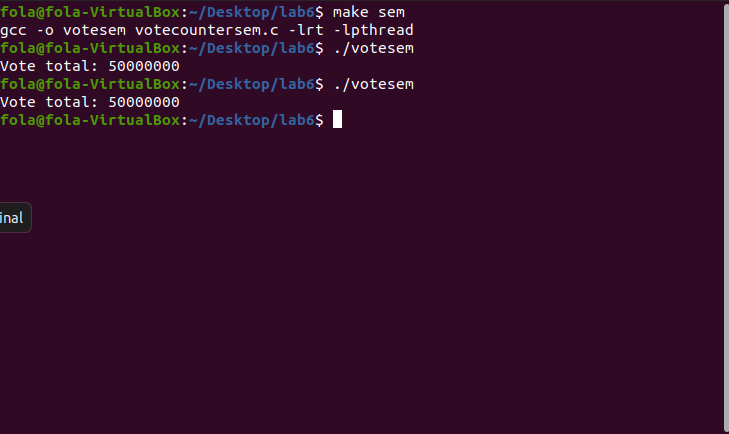 fola@fola-VirtualBox:~/Desktop/lab6$ make sem
gcc -o votesem votecountersem.c -lrt -lpthread
fola@fola-VirtualBox:~/Desktop/lab6$ ./votesem
Vote total: 50000000
fola@fola-VirtualBox:~/Desktop/lab6$ ./votesem
Vote total: 50000000
fola@fola-VirtualBox:~/Desktop/lab6$
inal